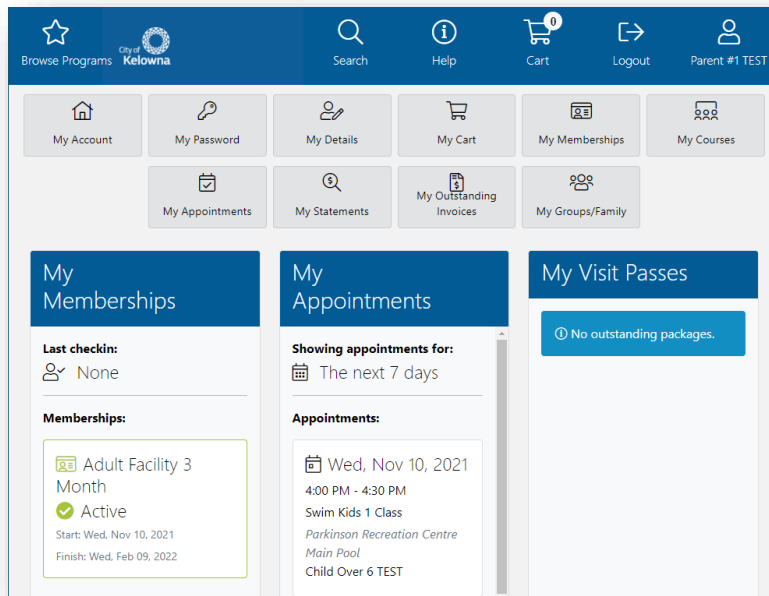 Browse Programs
City of
Kelowna
Search
Help
0
Cart
Logout
Parent #1 TEST
My Account
My Password
My Details
My Cart
My Memberships
My Courses
My Appointments
My Statements
My Outstanding
Invoices
My Groups/Family
My
Memberships
Last checkin:
None
Memberships:
Adult Facility 3
Month
Active
Start: Wed, Nov 10, 2021
Finish: Wed, Feb 09, 2022
My
Appointments
Showing appointments for:
The next 7 days
Appointments:
Wed, Nov 10, 2021
4:00 PM - 4:30 PM
Swim Kids 1 Class
Parkinson Recreation Centre
Main Pool
Child Over 6 TEST
My Visit Passes
No outstanding packages.